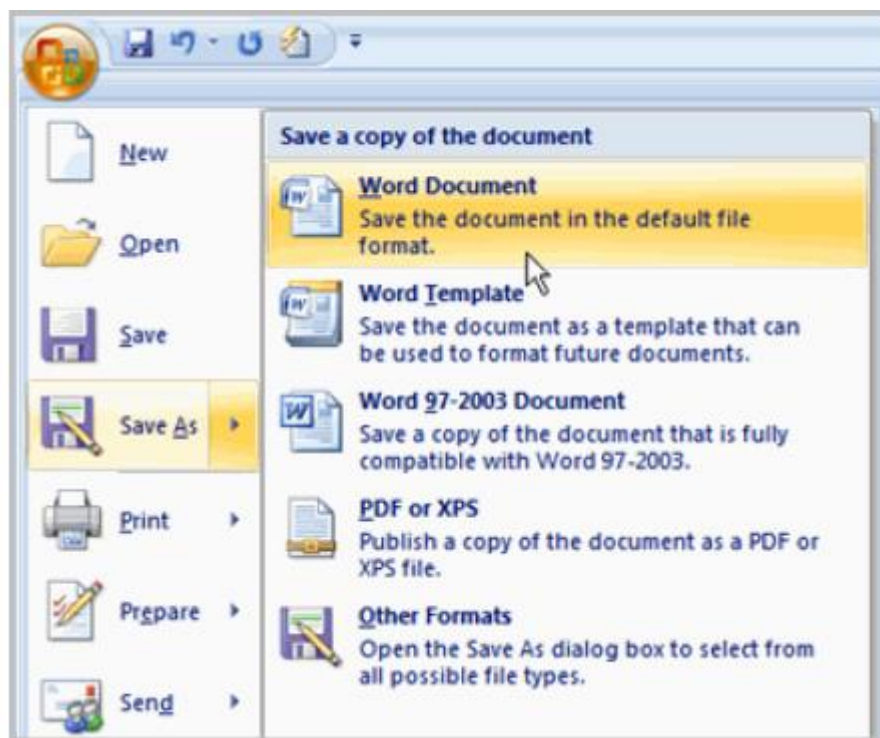 New
Open
Save
Save As
Print
Prepare
Send
Save a copy of the document
Word Document
Save the document in the default file
format.
Word Template
Save the document as a template that can
be used to format future documents.
Word 97-2003 Document
Save a copy of the document that is fully
compatible with Word 97-2003.
PDF or XPS
Publish a copy of the document as a PDF or
XPS file.
Other Formats
Open the Save As dialog box to select from
all possible file types.